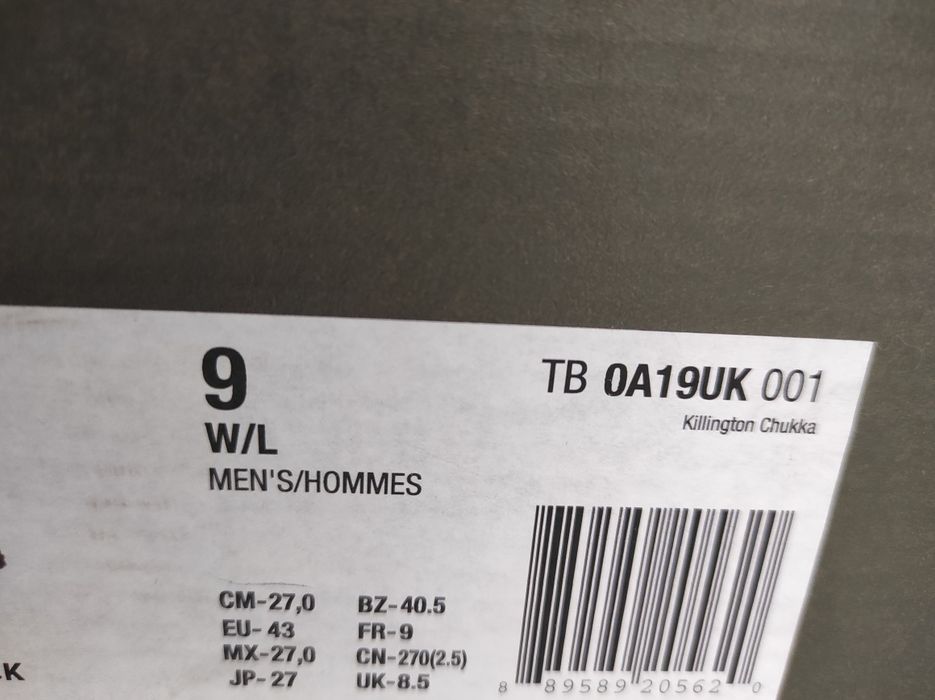 9
W/L
MEN'S/HOMMES
TB 0A19UK 001
Killington Chukka
CM-27,0 BZ-40.5
EU-43 FR-9
MX-27,0 CN-270(2.5)
JP-27 UK-8.5
8 89589 20562 0